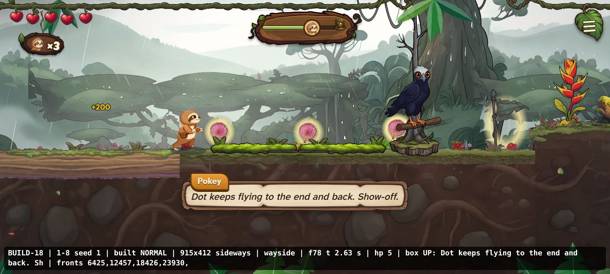 ×3
+200
Pokey
Dot keeps flying to the end and back. Show-off.
BUILD-18 | 1-8 seed 1 | built NORMAL | 915x412 sideways | wayside | f78 t 2.63 s | hp 5 | box UP: Dot keeps flying to the end and
back. Sh | fronts 6425,12457,18426,23930,